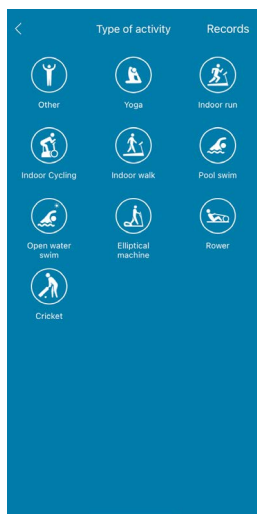 Type of activity Records
Other Yoga Indoor run
Indoor Cycling Indoor walk Pool swim
Open water Elliptical Rower
swim machine
Cricket